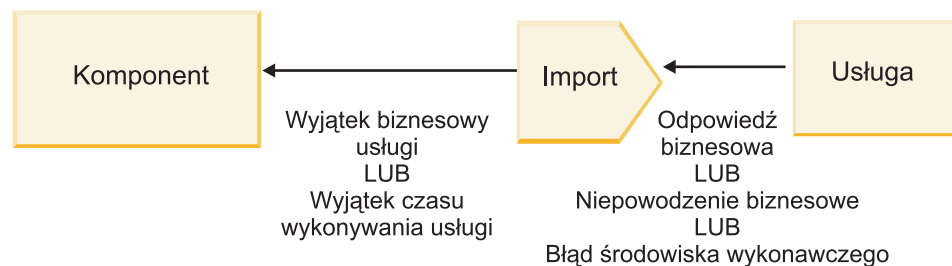 Komponent
Import
Usługa
Wyjątek biznesowy
usługi
LUB
Wyjątek czasu
wykonywania usługi
Odpowiedź
biznesowa
LUB
Niepowodzenie biznesowe
LUB
Błąd środowiska wykonawczego